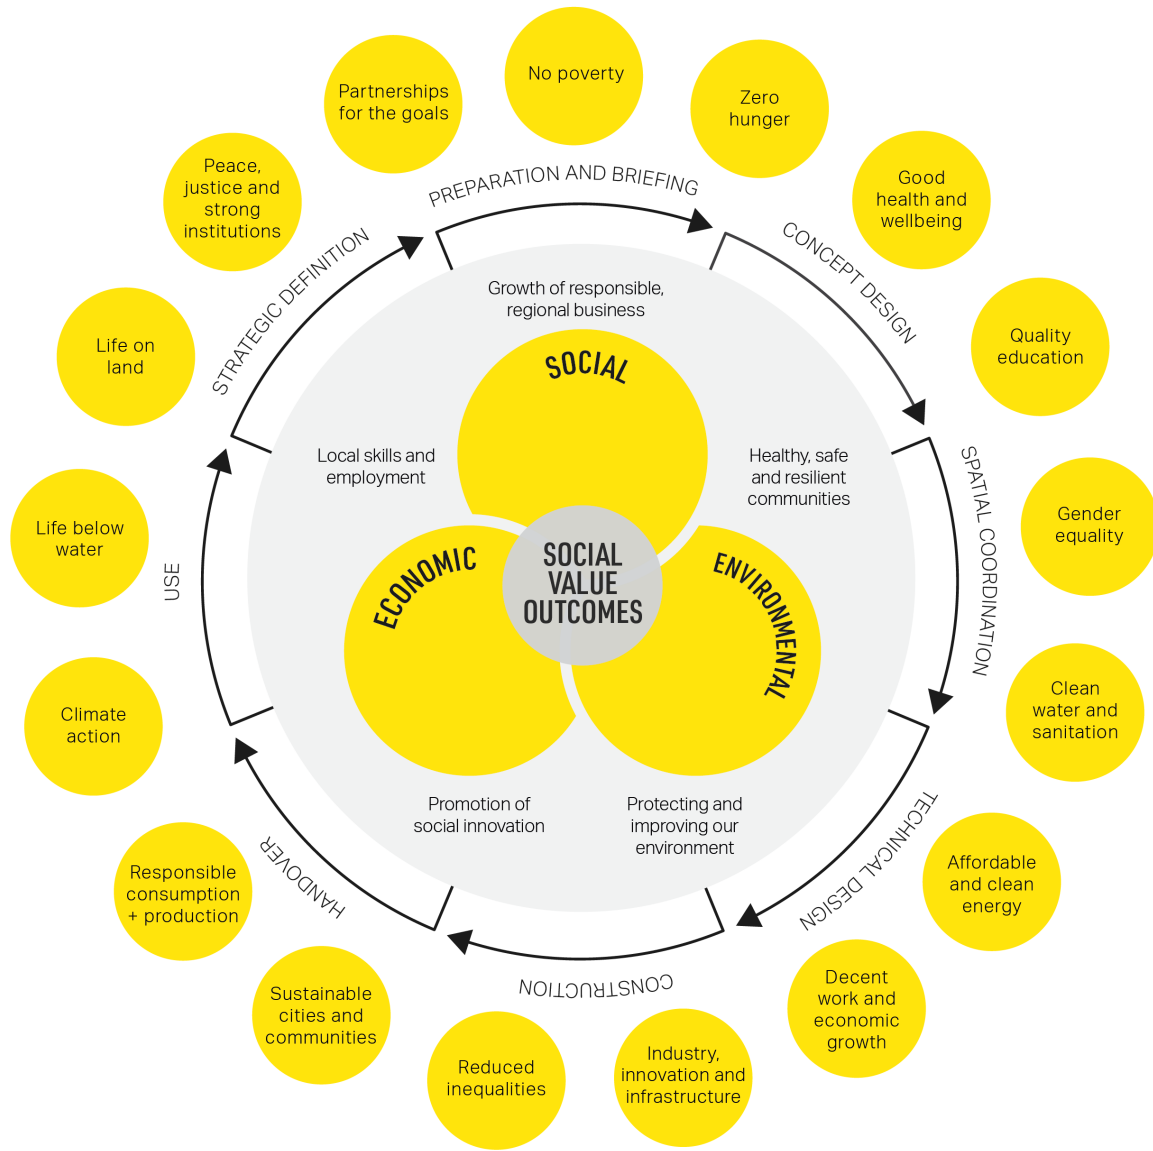 No poverty
Zero
hunger
Good
health and
wellbeing
Quality
education
Gender
equality
Clean
water and
sanitation
Affordable
and clean
energy
Decent
work and
economic
growth
Industry,
innovation and
infrastructure
Reduced
inequalities
Sustainable
cities and
communities
Responsible
consumption
+ production
Climate
action
Life below
water
Life on
land
Peace,
justice and
strong
institutions
Partnerships
for the goals
STRATEGIC DEFINITION
PREPARATION AND BRIEFING
CONCEPT DESIGN
SPATIAL COORDINATION
TECHNICAL DESIGN
CONSTRUCTION
HANDOVER
USE
Growth of responsible,
regional business
Healthy, safe
and resilient
communities
Protecting and
improving our
environment
Promotion of
social innovation
Local skills and
employment
SOCIAL
ENVIRONMENTAL
ECONOMIC
SOCIAL
VALUE
OUTCOMES